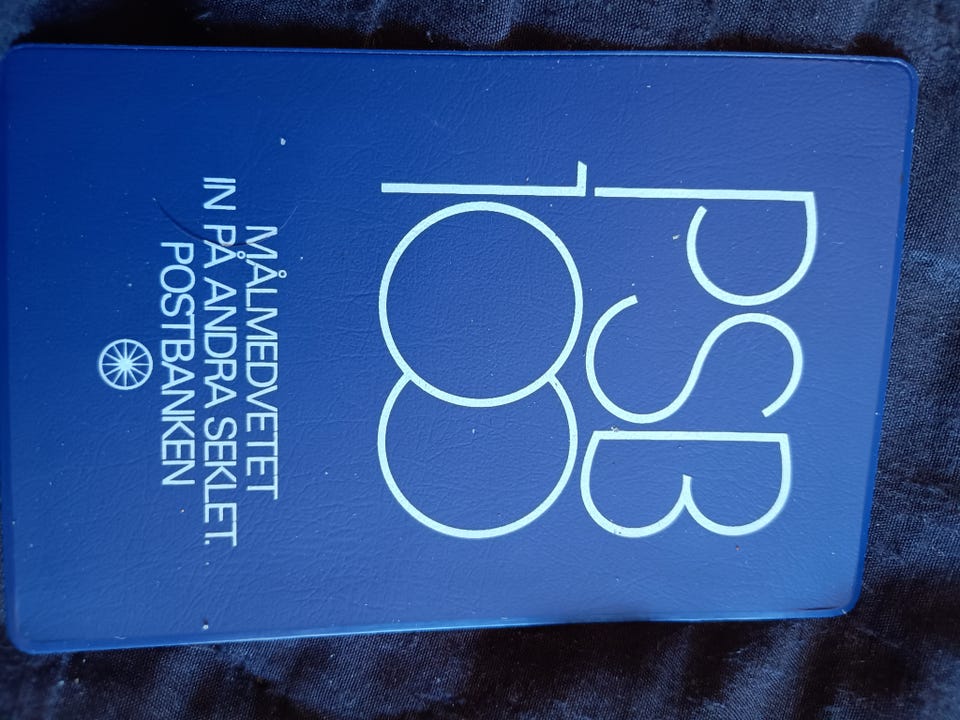 PSB
100
MÅLMEDVETET
IN PÅ ANDRA SEKLET.
POSTBANKEN